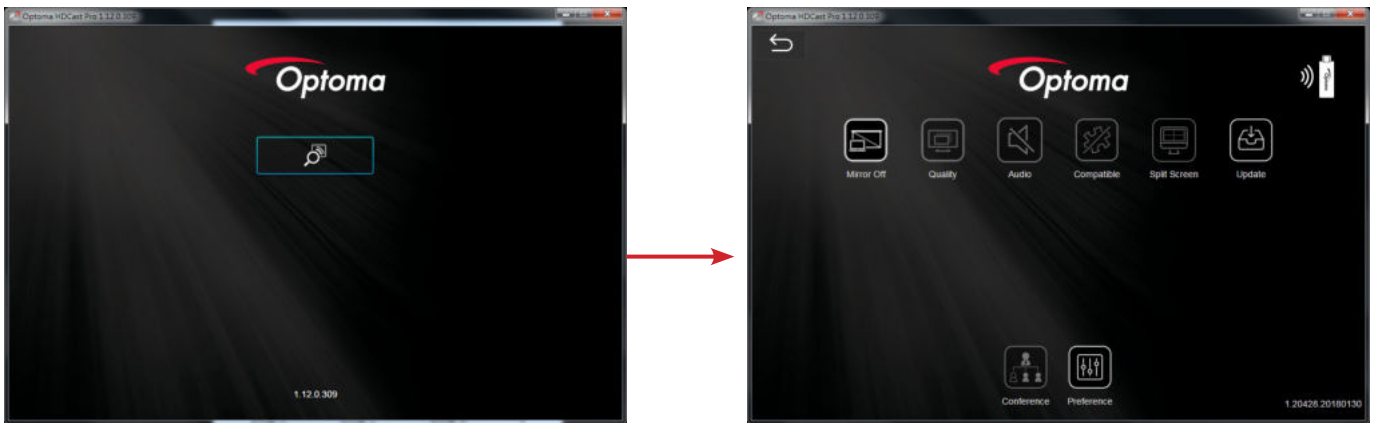 Optoma HDCast Pro 1.12.0.309
Optoma
1.12.0.309
Optoma HDCast Pro 1.12.0.309
Optoma
Mirror Off
Quality
Audio
Compatible
Split Screen
Update
Conference
Preference
1.20426.20180130